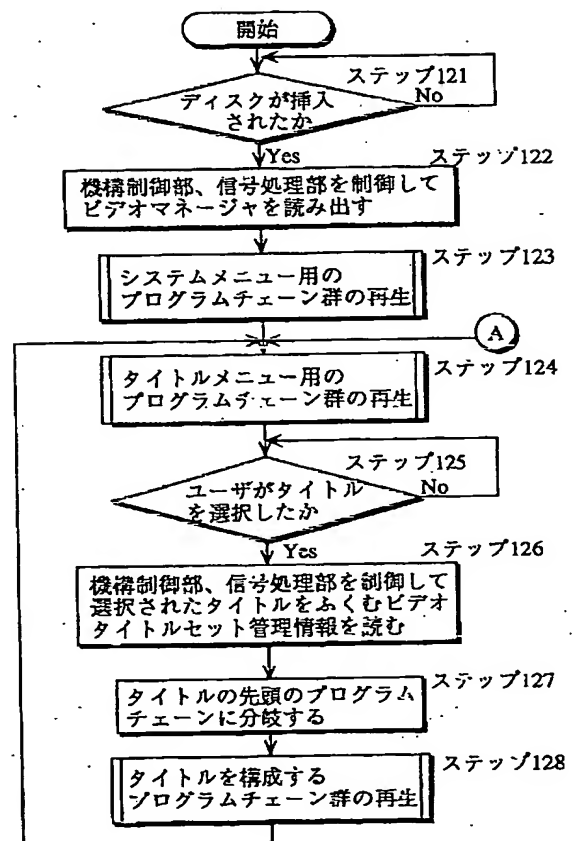 開始
ステップ121
ディスクが挿入
されたか
No
Yes
ステップ122
機構制御部、信号処理部を制御して
ビデオマネージャを読み出す
ステップ123
システムメニュー用の
プログラムチェーン群の再生
A
ステップ124
タイトルメニュー用の
プログラムチェーン群の再生
ステップ125
ユーザがタイトル
を選択したか
No
Yes
ステップ126
機構制御部、信号処理部を制御して
選択されたタイトルをふくむビデオ
タイトルセット管理情報を読む
ステップ127
タイトルの先頭のプログラム
チェーンに分岐する
ステップ128
タイトルを構成する
プログラムチェーン群の再生